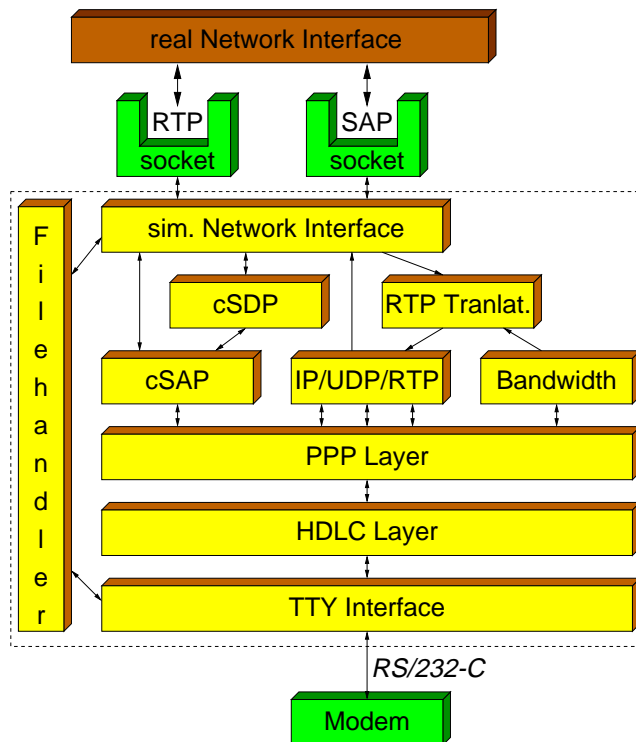 real Network Interface
RTP
socket
SAP
socket
Filehandler
sim. Network Interface
cSDP
RTP Tranlat.
cSAP
IP/UDP/RTP
Bandwidth
PPP Layer
HDLC Layer
TTY Interface
RS/232-C
Modem